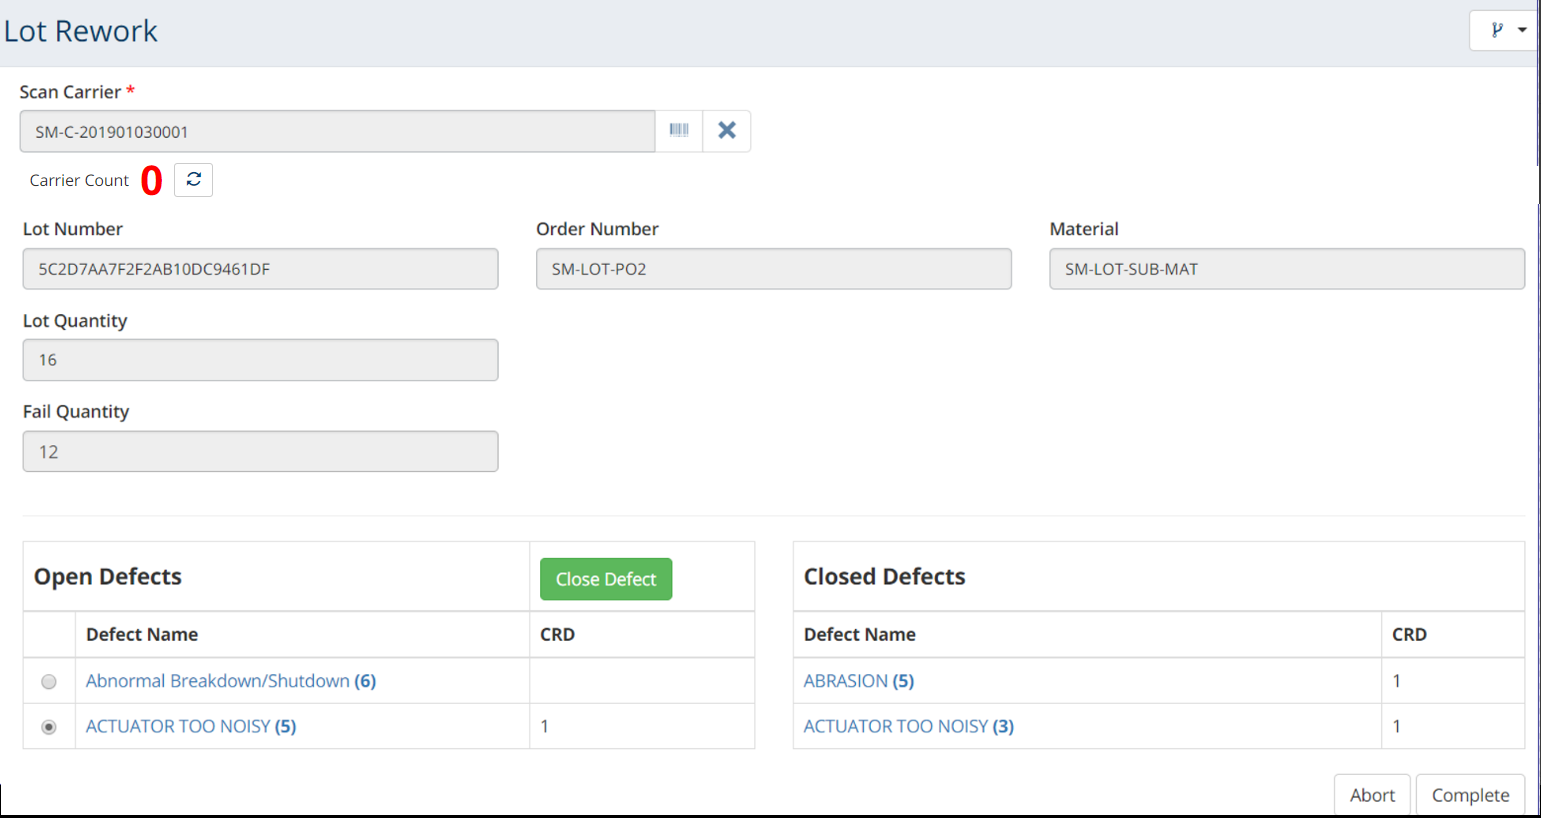 Lot Rework
Scan Carrier *
SM-C-201901030001
Carrier Count 0
Lot Number Order Number Material
5C2D7AA7F2F2AB10DC9461DF SM-LOT-PO2 SM-LOT-SUB-MAT
Lot Quantity
16
Fail Quantity
12
Open Defects Close Defect Closed Defects
Defect Name CRD Defect Name CRD
Abnormal Breakdown/Shutdown (6) ABRASION (5) 1
ACTUATOR TOO NOISY (5) 1 ACTUATOR TOO NOISY (3) 1
Abort Complete